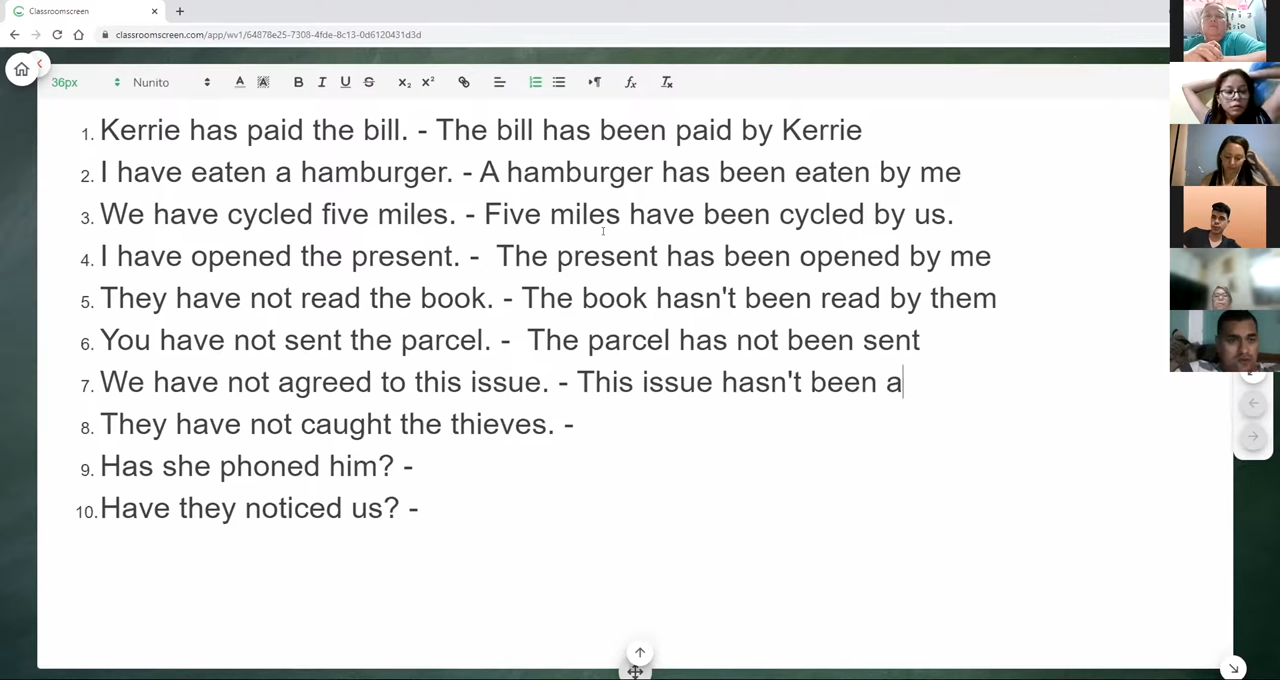 Classroomscreen
classroomscreen.com/app/wv1/64878e25-7308-4fde-8c13-0d6120431d3d
36px Nunito
1. Kerrie has paid the bill. - The bill has been paid by Kerrie
2. I have eaten a hamburger. - A hamburger has been eaten by me
3. We have cycled five miles. - Five miles have been cycled by us.
4. I have opened the present. - The present has been opened by me
5. They have not read the book. - The book hasn't been read by them
6. You have not sent the parcel. - The parcel has not been sent
7. We have not agreed to this issue. - This issue hasn't been a
8. They have not caught the thieves. -
9. Has she phoned him? -
10. Have they noticed us? -